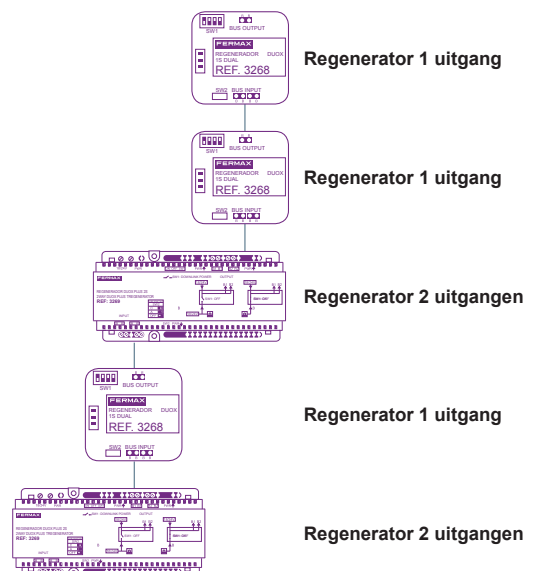 SW1
BUS OUTPUT
FERMAX
REGENERADOR DUOX
1S DUAL
REF. 3268
SW2 BUS INPUT
Regenerator 1 uitgang
SW1
BUS OUTPUT
FERMAX
REGENERADOR DUOX
1S DUAL
REF. 3268
SW2 BUS INPUT
Regenerator 1 uitgang
OUTPUT
FERMAX
REGENERADOR DUOX PLUS 2S
REF: 3269
INPUT
Regenerator 2 uitgangen
SW1
BUS OUTPUT
FERMAX
REGENERADOR DUOX
1S DUAL
REF. 3268
SW2 BUS INPUT
Regenerator 1 uitgang
OUTPUT
FERMAX
REGENERADOR DUOX PLUS 2S
REF: 3269
INPUT
Regenerator 2 uitgangen